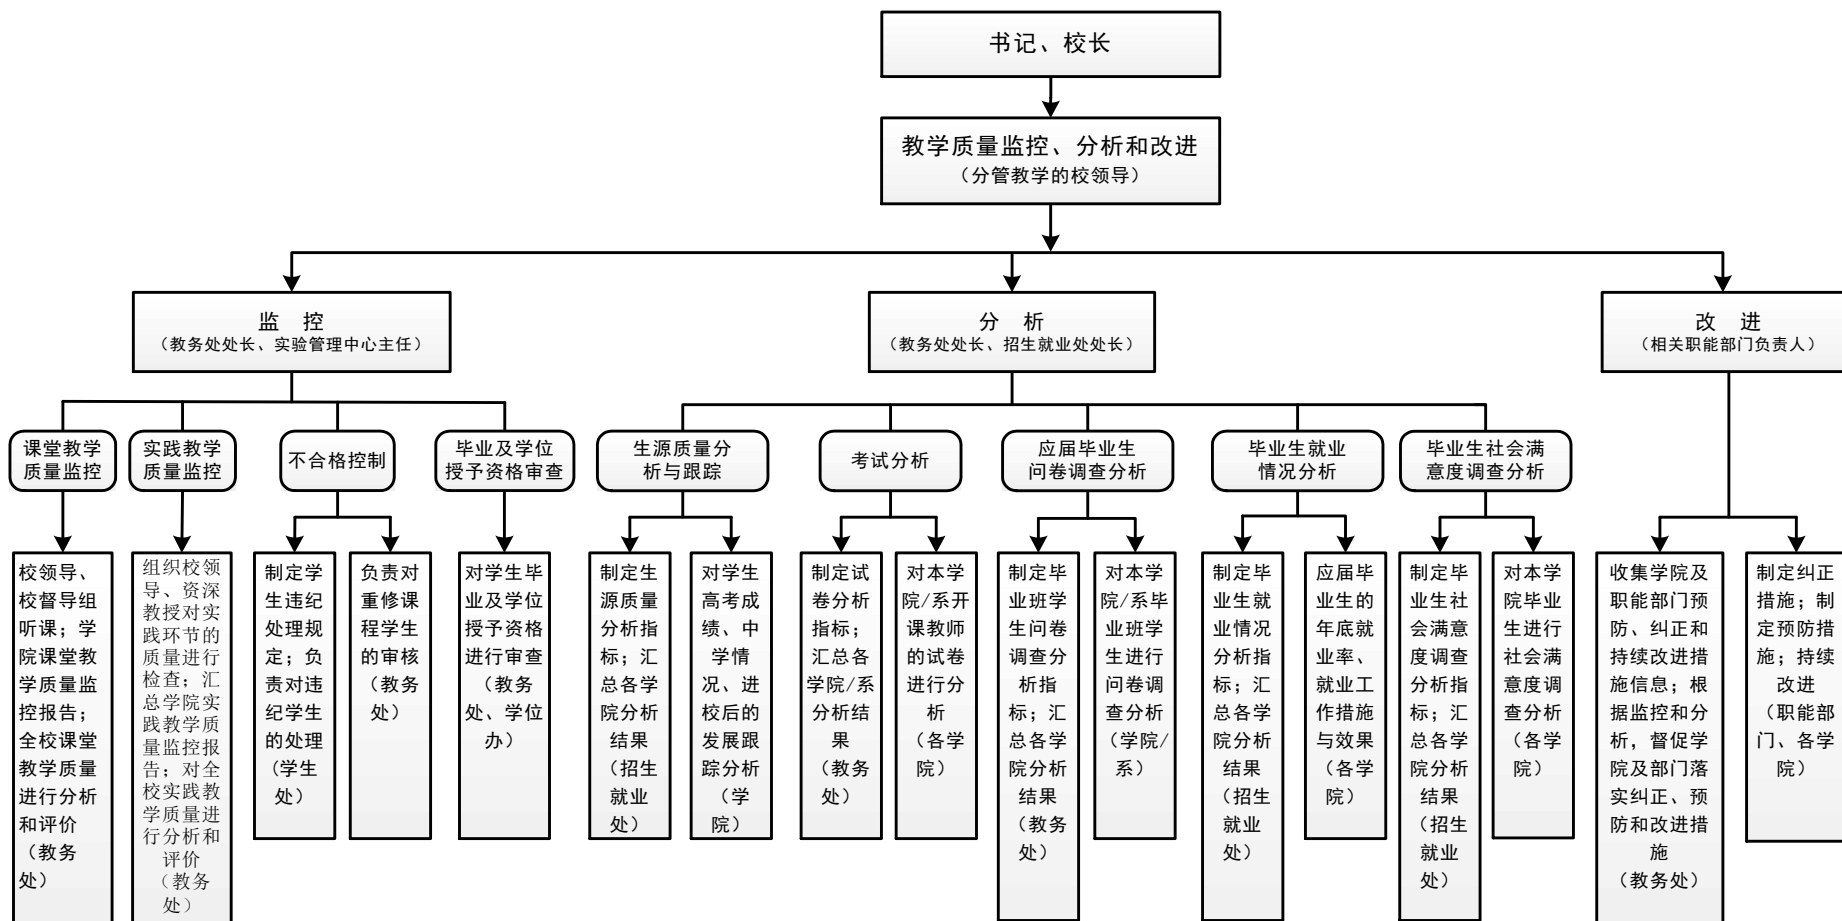 书记、校长
教学质量监控、分析和改进
（分管教学的校领导）
监 控
（教务处处长、实验管理中心主任）
分 析
（教务处处长、招生就业处处长）
改 进
（相关职能部门负责人）
课堂教学
质量监控
实践教学
质量监控
不合格控制
毕业及学位
授予资格审查
生源质量分
析与跟踪
考试分析
应届毕业生
问卷调查分析
毕业生就业
情况分析
毕业生社会满
意度调查分析
校领导、
校督导组
听课；学
院课堂教
学质量监
控报告；
全校课堂
教学质量
进行分析
和评价
（教务
处）
组织校领
导、资深
教授对实
践环节的
质量进行
检查；汇
总学院实
践教学质
量监控报
告；对全
校实践教
学质量进
行分析和
评价
（教务
处）
制定学
生违纪
处理规
定；负
责对违
纪学生
的处理
（学生
处）
负责对
重修课
程学生
的审核
（教务
处）
对学生毕
业及学位
授予资格
进行审查
（教务
处、学位
办）
制定生
源质量
分析指
标；汇
总各学
院分析
结果
（招生
就业
处）
对学生
高考成
绩、中
学情
况、进
校后的
发展跟
踪分析
（学
院）
制定试
卷分析
指标；
汇总各
学院/系
分析结
果
（教务
处）
对本学
院/系开
课教师
的试卷
进行分
析
（各学
院）
制定毕
业班学
生问卷
调查分
析指
标；汇
总各学
院分析
结果
（教务
处）
对本学
院/系毕
业班学
生进行
问卷调
查分析
（学院/
系）
制定毕
业生就
业情况
分析指
标；汇
总各学
院分析
结果
（招生
就业
处）
应届毕
业生的
年底就
业率、
就业工
作措施
与效果
（各学
院）
制定毕
业生社
会满意
度调查
分析指
标；汇
总各学
院分析
结果
（招生
就业
处）
对本学
院毕业
生进行
社会满
意度调
查分析
（各学
院）
收集学院及
职能部门预
防、纠正和
持续改进措
施信息；根
据监控和分
析，督促学
院及部门落
实纠正、预
防和改进措
施
（教务处）
制定纠正
措施；制
定预防措
施；持续
改进
（职能部
门、各学
院）